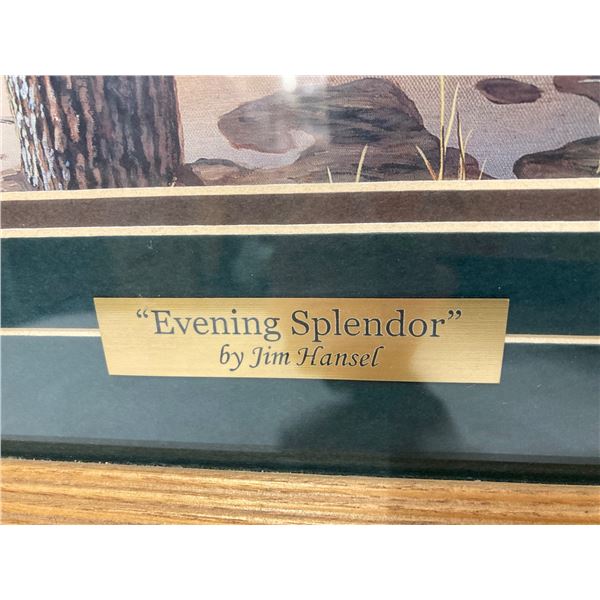 “Evening Splendor”
by Jim Hansel